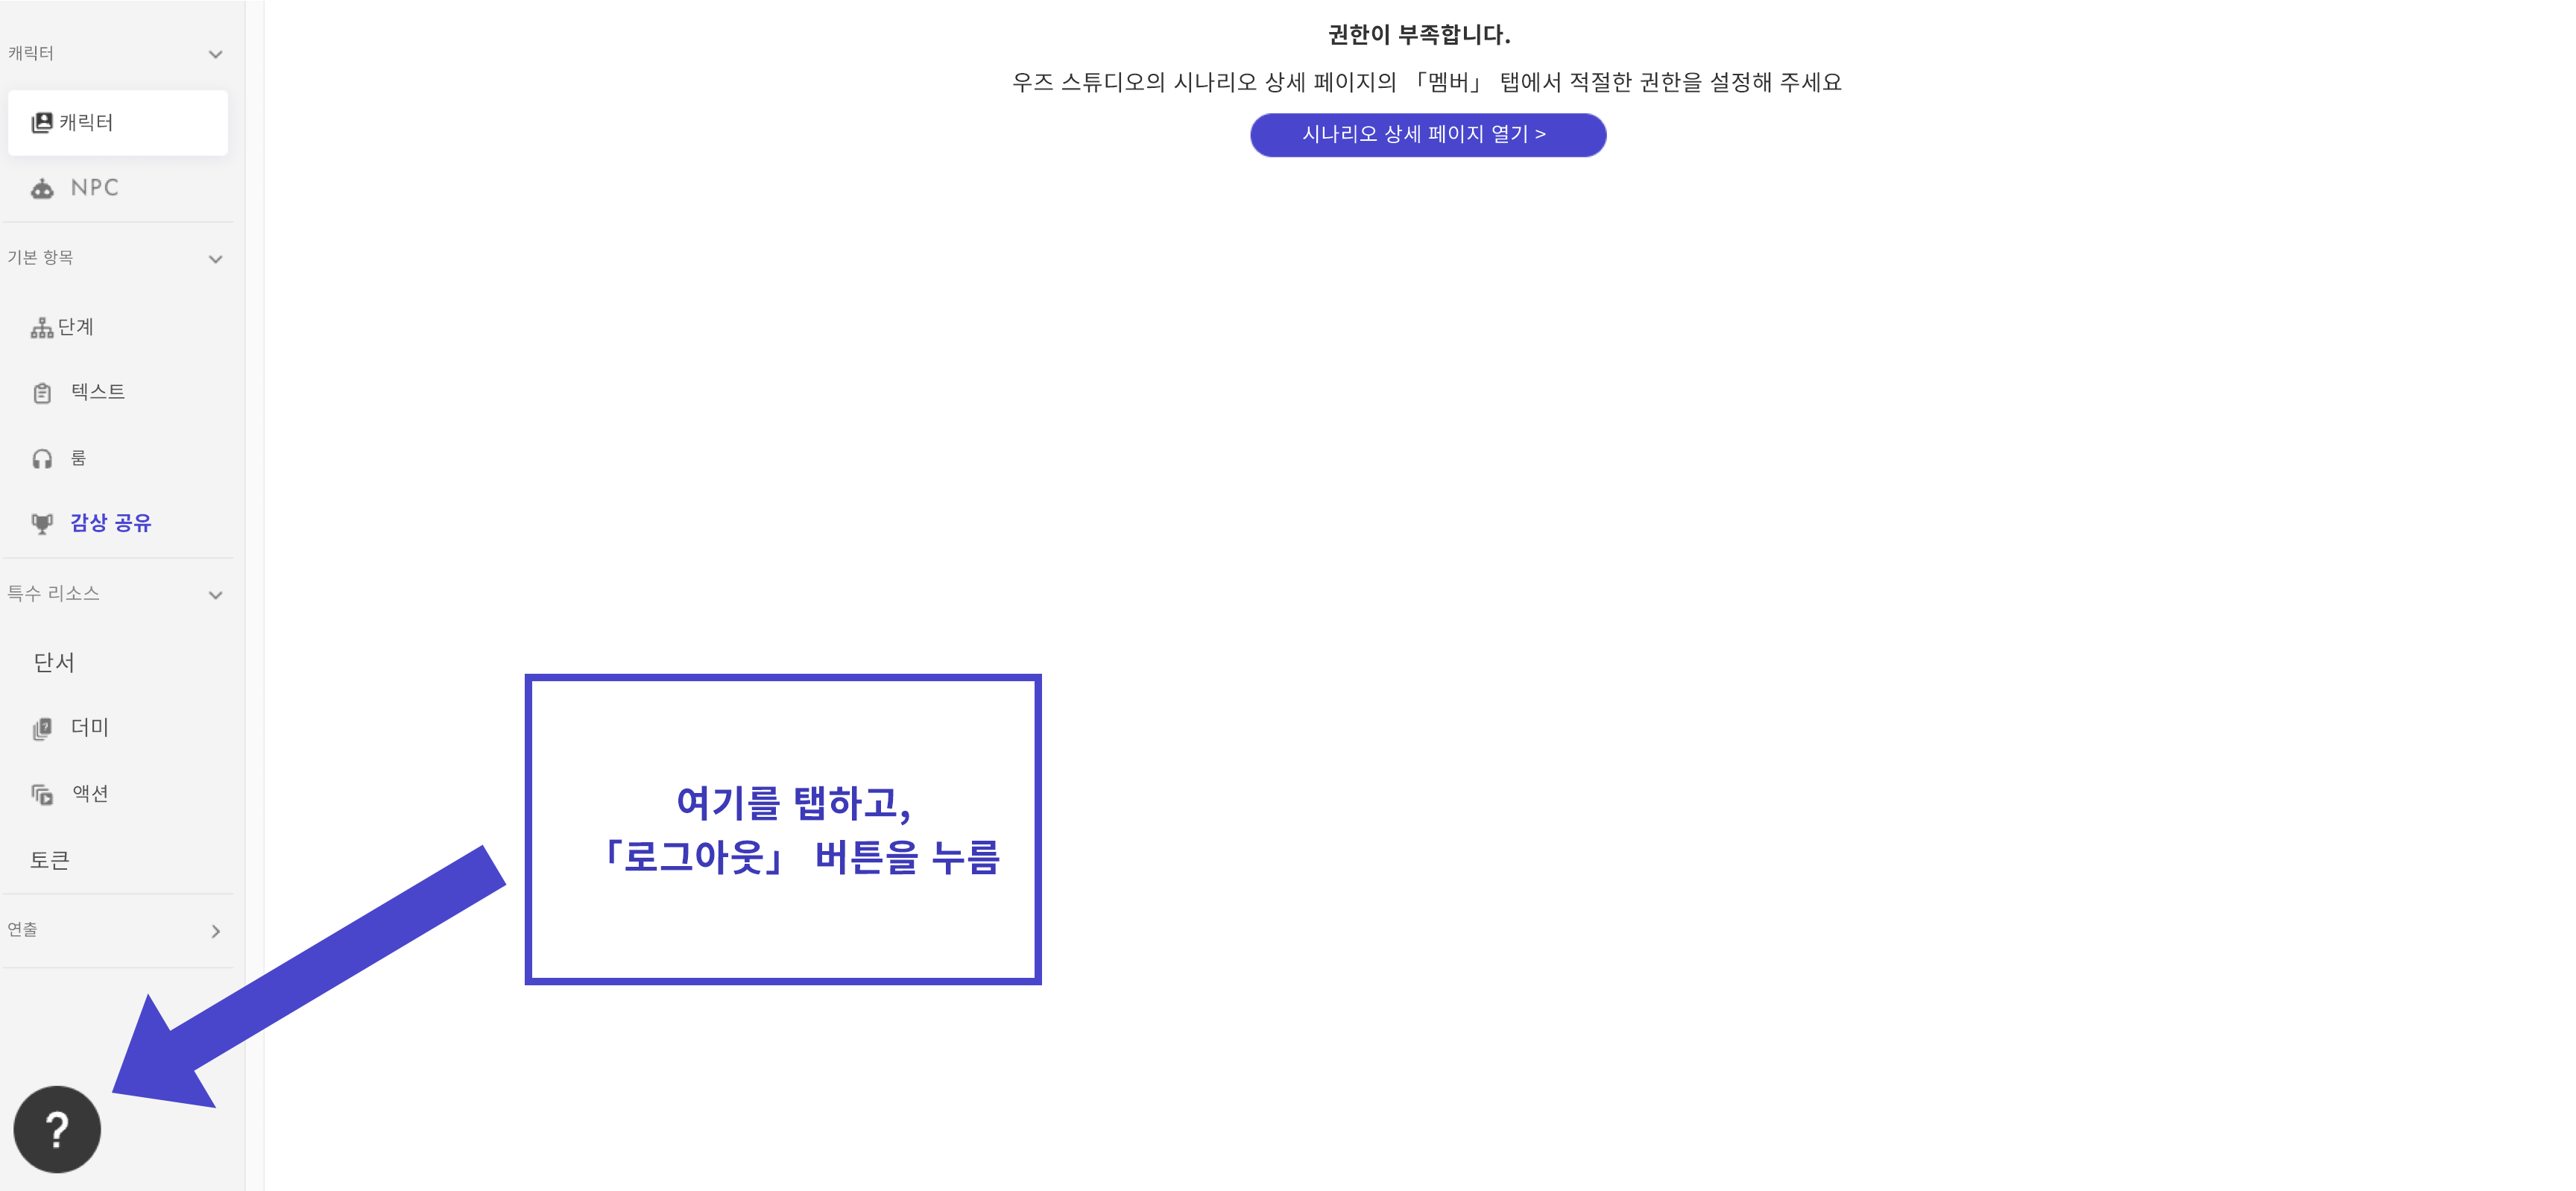 캐릭터
캐릭터
NPC
기본 항목
단계
텍스트
룸
감상 공유
특수 리소스
단서
더미
액션
토큰
연출
?
권한이 부족합니다.
우즈 스튜디오의 시나리오 상세 페이지의 「멤버」 탭에서 적절한 권한을 설정해 주세요
시나리오 상세 페이지 열기 >
여기를 탭하고,
「로그아웃」 버튼을 누름